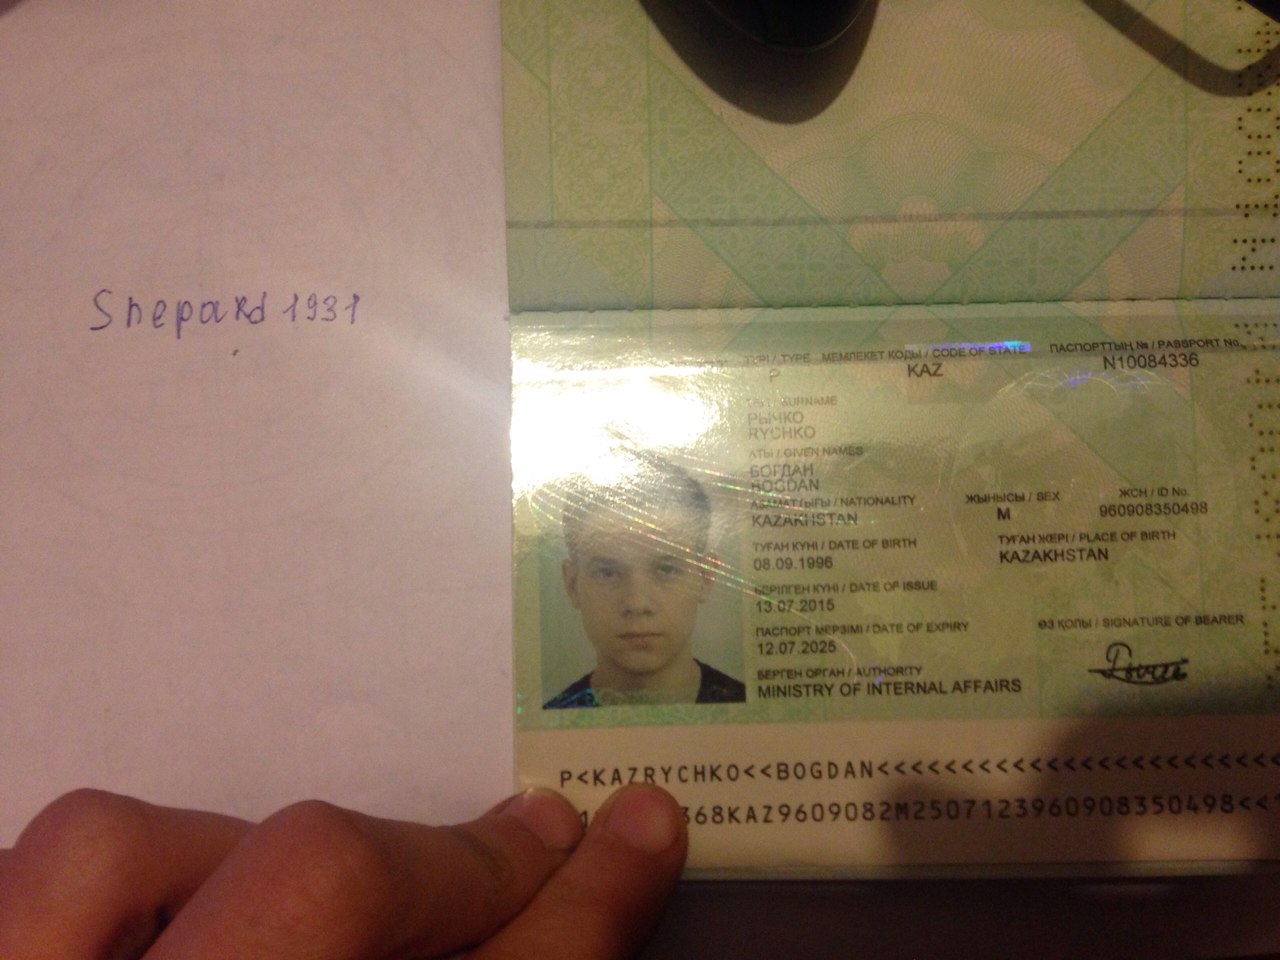 Shepard 1931
ТҮРІ / TYPE МЕМЛЕКЕТ КОДЫ / CODE OF STATE ПАСПОРТТЫҢ № / PASSPORT No.
P KAZ N10084336
ТЕГІ / SURNAME
РЫЧКО
RYCHKO
АТЫ / GIVEN NAMES
БОГДАН
BOGDAN
АЗАМАТТЫҒЫ / NATIONALITY ЖЫНЫСЫ / SEX ЖСН / ID No.
KAZAKHSTAN M 960908350498
ТУҒАН КҮНІ / DATE OF BIRTH ТУҒАН ЖЕРІ / PLACE OF BIRTH
08.09.1996 KAZAKHSTAN
БЕРІЛГЕН КҮНІ / DATE OF ISSUE
13.07.2015
ПАСПОРТ МЕРЗІМІ / DATE OF EXPIRY ӨЗ ҚОЛЫ / SIGNATURE OF BEARER
12.07.2025
БЕРГЕН ОРГАН / AUTHORITY
MINISTRY OF INTERNAL AFFAIRS
P<KAZRYCHKO<<BOGDAN<<<<<<<<<<<<<<<<<<<<
368KAZ9609082M2507123960908350498<<